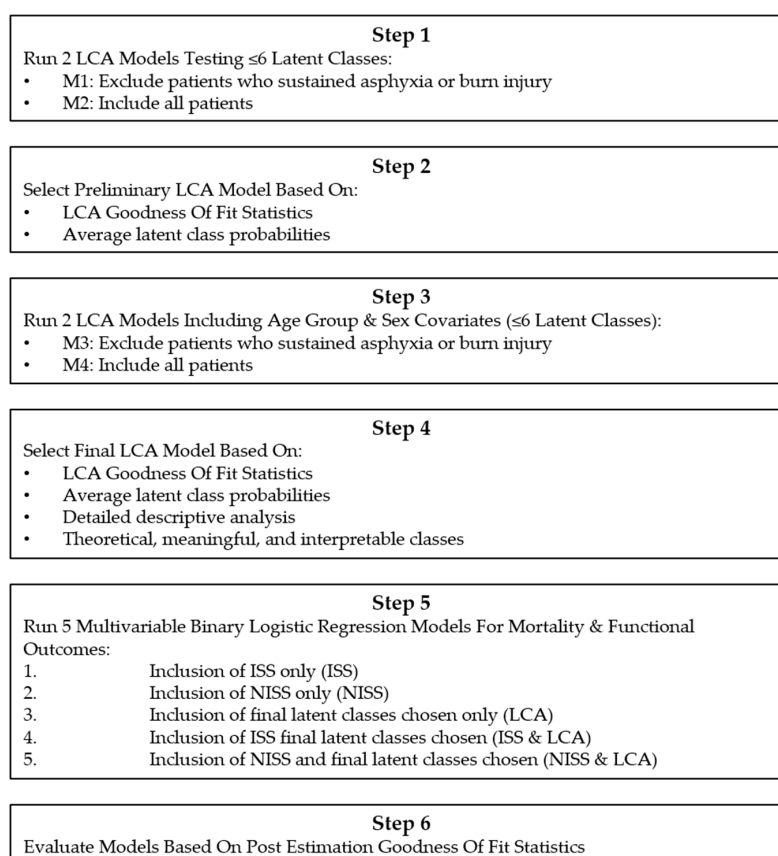 Step 1
Run 2 LCA Models Testing ≤6 Latent Classes:
• M1: Exclude patients who sustained asphyxia or burn injury
• M2: Include all patients
Step 2
Select Preliminary LCA Model Based On:
• LCA Goodness Of Fit Statistics
• Average latent class probabilities
Step 3
Run 2 LCA Models Including Age Group & Sex Covariates (≤6 Latent Classes):
• M3: Exclude patients who sustained asphyxia or burn injury
• M4: Include all patients
Step 4
Select Final LCA Model Based On:
• LCA Goodness Of Fit Statistics
• Average latent class probabilities
• Detailed descriptive analysis
• Theoretical, meaningful, and interpretable classes
Step 5
Run 5 Multivariable Binary Logistic Regression Models For Mortality & Functional
Outcomes:
1. Inclusion of ISS only (ISS)
2. Inclusion of NISS only (NISS)
3. Inclusion of final latent classes chosen only (LCA)
4. Inclusion of ISS final latent classes chosen (ISS & LCA)
5. Inclusion of NISS and final latent classes chosen (NISS & LCA)
Step 6
Evaluate Models Based On Post Estimation Goodness Of Fit Statistics